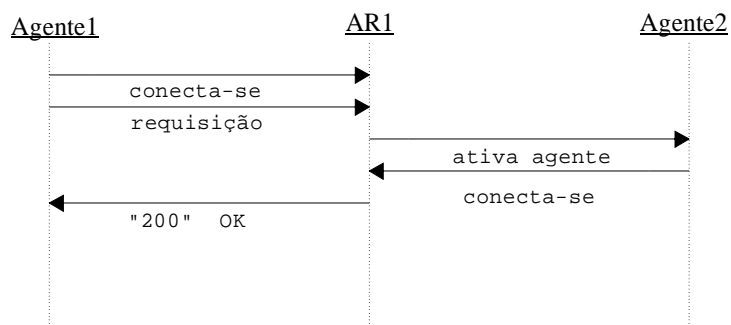 Agente1 AR1 Agente2
conecta-se
requisição
ativa agente
conecta-se
"200" OK